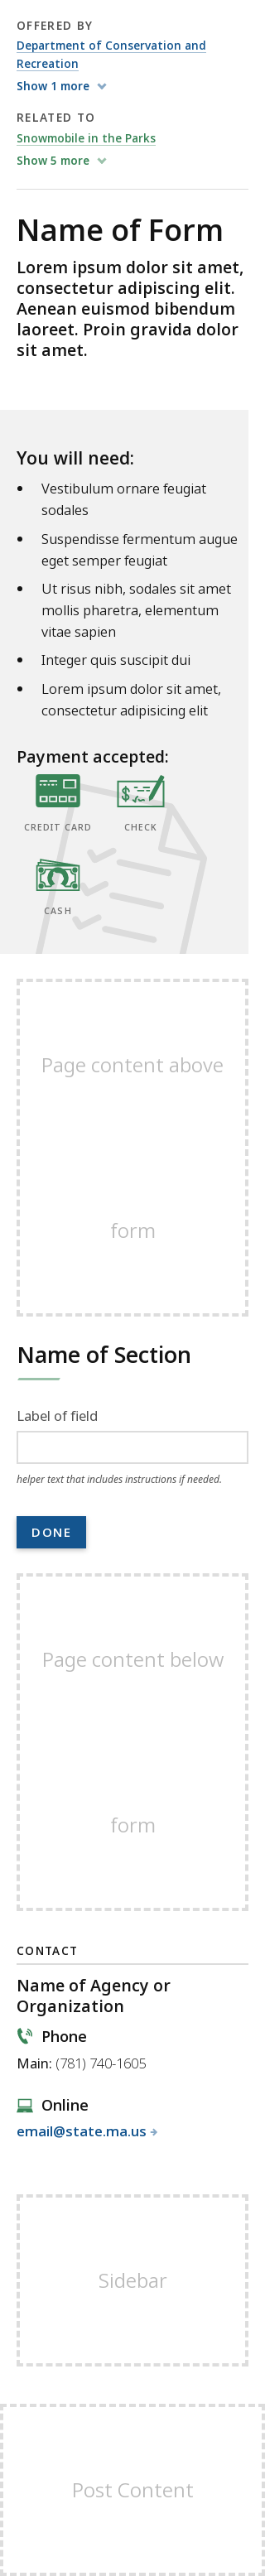 OFFERED BY
Department of Conservation and
Recreation
Show 1 more
RELATED TO
Snowmobile in the Parks
Show 5 more
Name of Form
Lorem ipsum dolor sit amet,
consectetur adipiscing elit.
Aenean euismod bibendum
laoreet. Proin gravida dolor
sit amet.
You will need:
Vestibulum ornare feugiat
sodales
Suspendisse fermentum augue
eget semper feugiat
Ut risus nibh, sodales sit amet
mollis pharetra, elementum
vitae sapien
Integer quis suscipit dui
Lorem ipsum dolor sit amet,
consectetur adipisicing elit
Payment accepted:
CREDIT CARD
CHECK
CASH
Page content above
form
Name of Section
Label of field
helper text that includes instructions if needed.
DONE
Page content below
form
CONTACT
Name of Agency or
Organization
Phone
Main: (781) 740-1605
Online
email@state.ma.us
Sidebar
Post Content